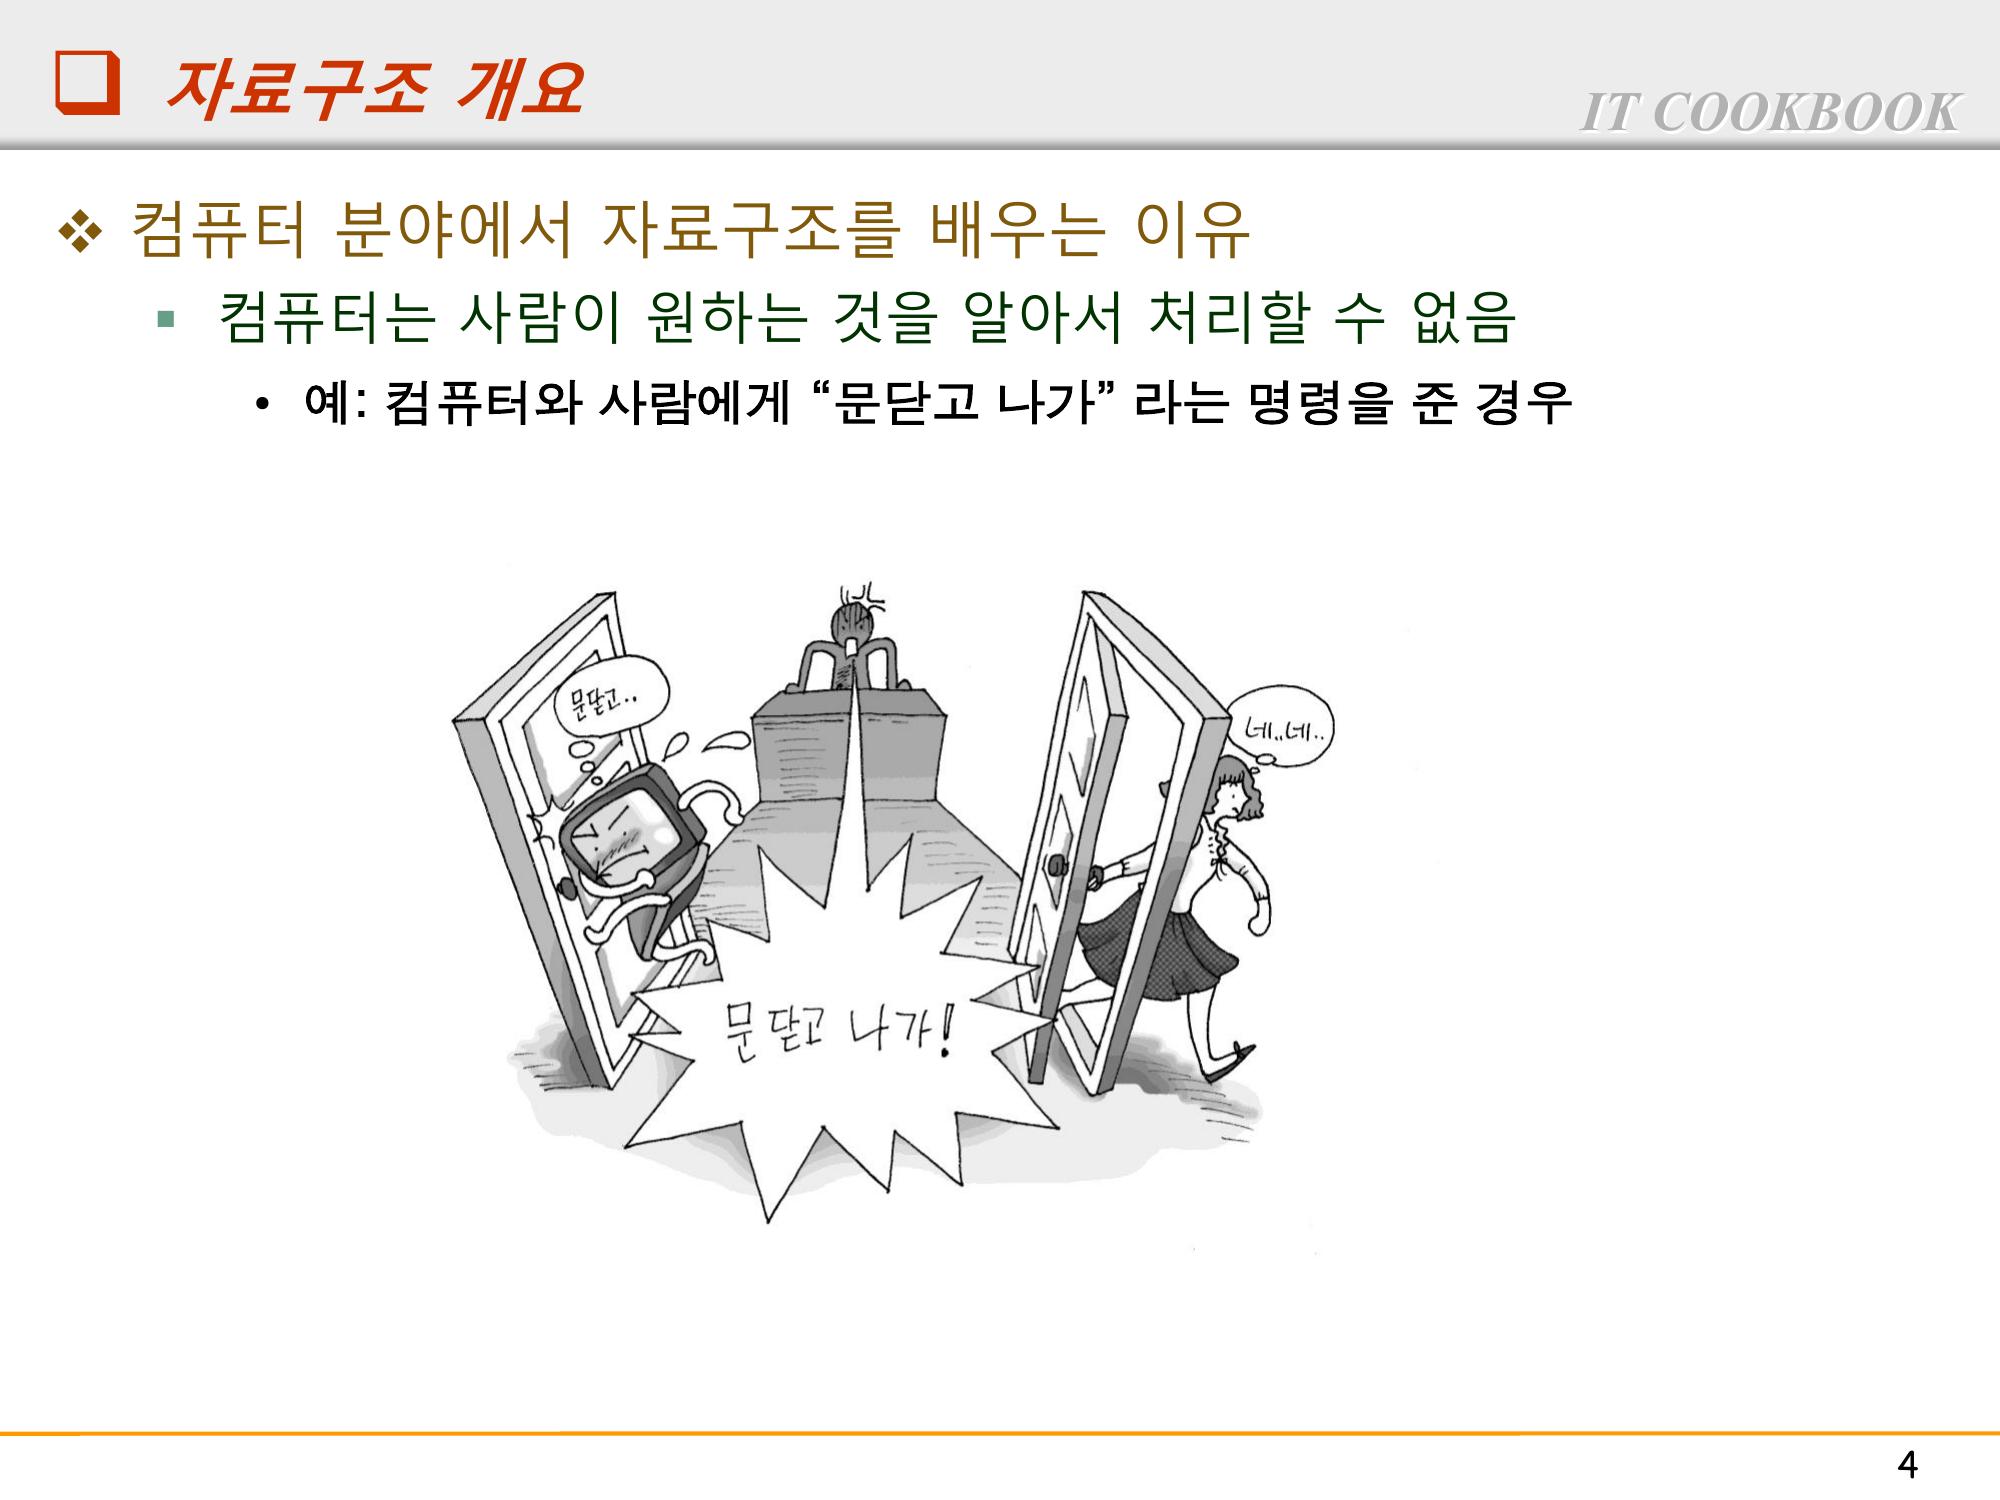 자료구조 개요
IT COOKBOOK
컴퓨터 분야에서 자료구조를 배우는 이유
컴퓨터는 사람이 원하는 것을 알아서 처리할 수 없음
• 예: 컴퓨터와 사람에게 “문닫고 나가” 라는 명령을 준 경우
문닫고..
네..네..
문닫고 나가!
4